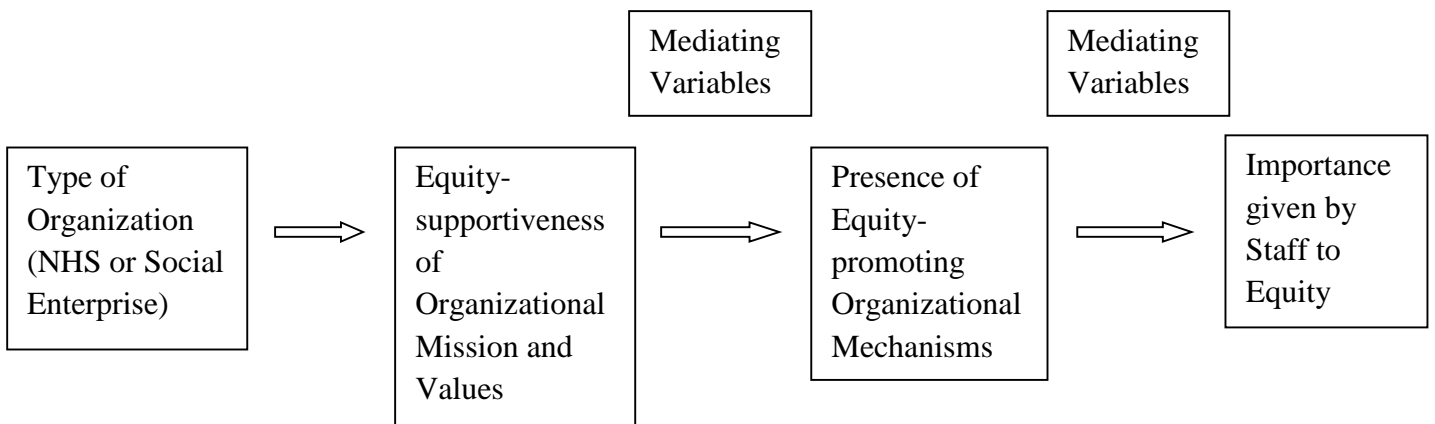 Mediating
Variables
Mediating
Variables
Type of
Organization
(NHS or Social
Enterprise)
Equity-
supportiveness
of
Organizational
Mission and
Values
Presence of
Equity-
promoting
Organizational
Mechanisms
Importance
given by
Staff to
Equity